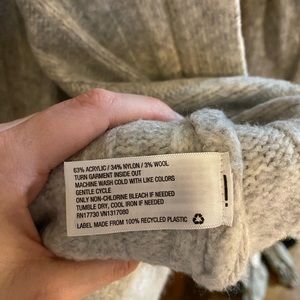 63% ACRYLIC / 34% NYLON / 3% WOOL
TURN GARMENT INSIDE OUT
MACHINE WASH COLD WITH LIKE COLORS
GENTLE CYCLE
ONLY NON-CHLORINE BLEACH IF NEEDED
TUMBLE DRY, COOL IRON IF NEEDED
RN17730 VN1317080
LABEL MADE FROM 100% RECYCLED PLASTIC